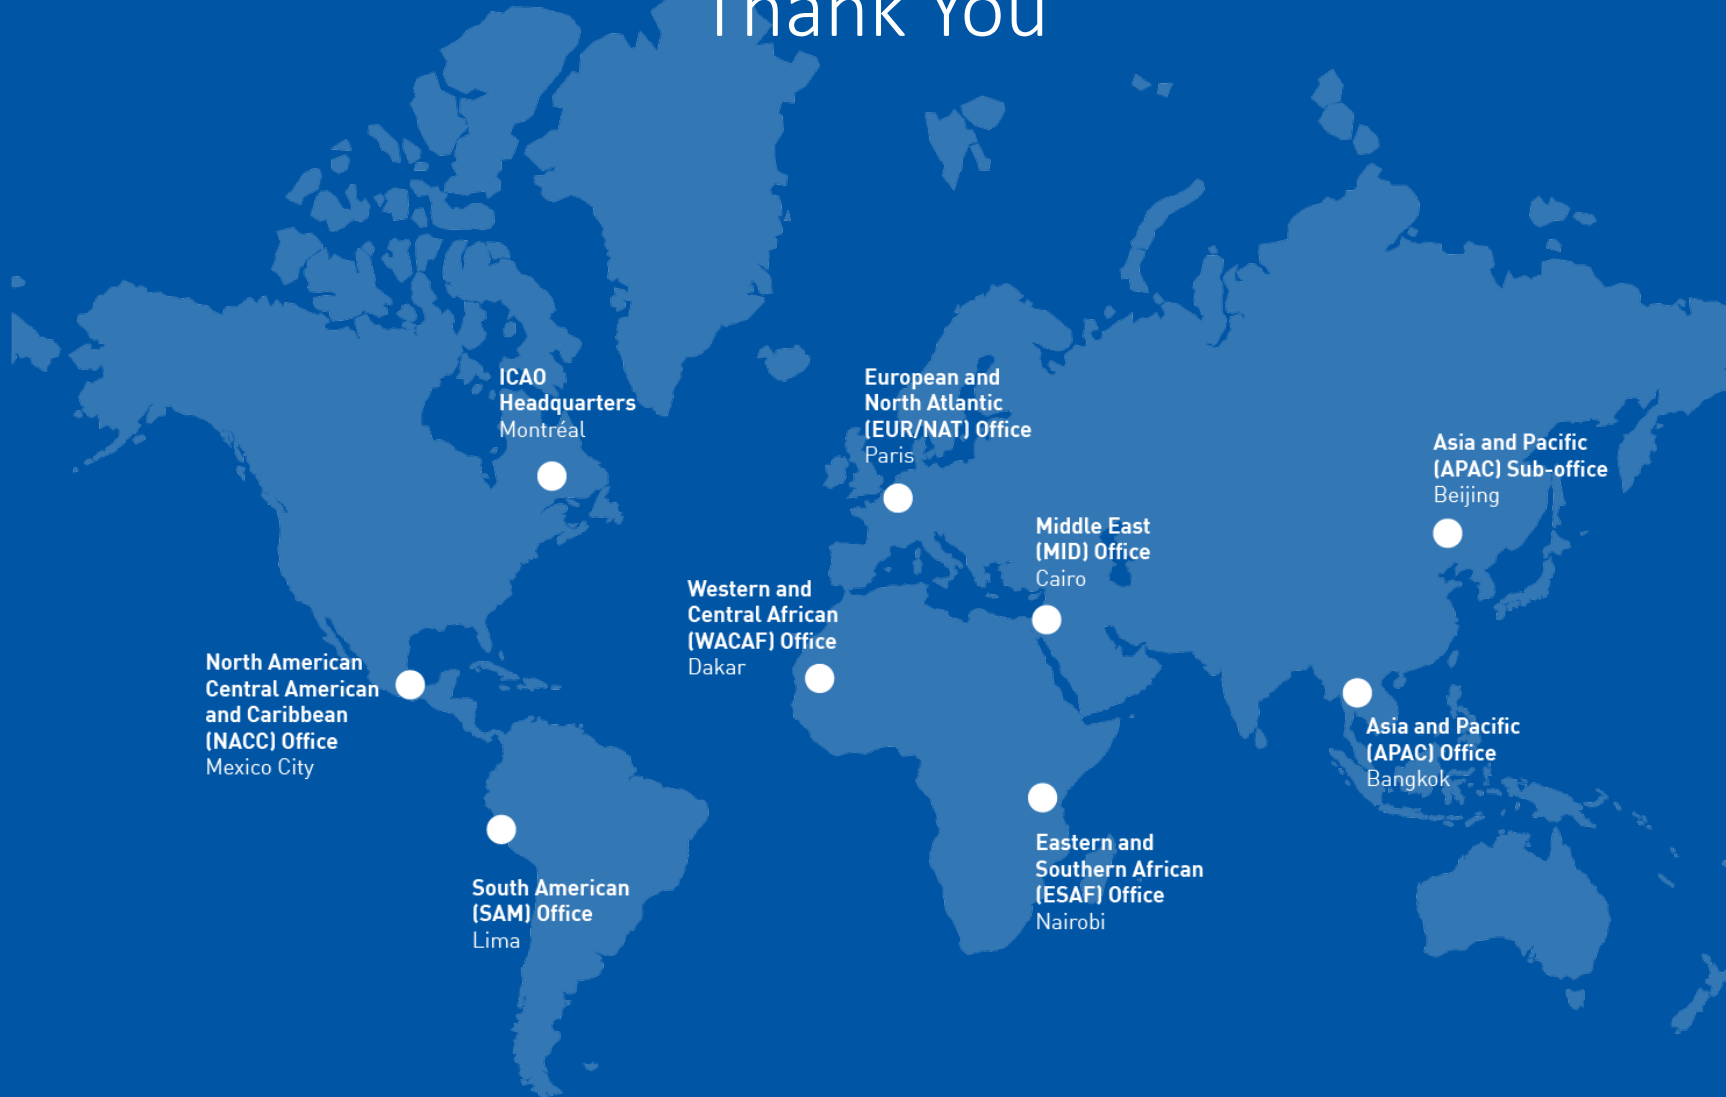 Thank You
ICAO
Headquarters
Montréal
European and
North Atlantic
(EUR/NAT) Office
Paris
Asia and Pacific
(APAC) Sub-office
Beijing
Middle East
(MID) Office
Cairo
Western and
Central African
(WACAF) Office
Dakar
North American
Central American
and Caribbean
(NACC) Office
Mexico City
Asia and Pacific
(APAC) Office
Bangkok
Eastern and
Southern African
(ESAF) Office
Nairobi
South American
(SAM) Office
Lima